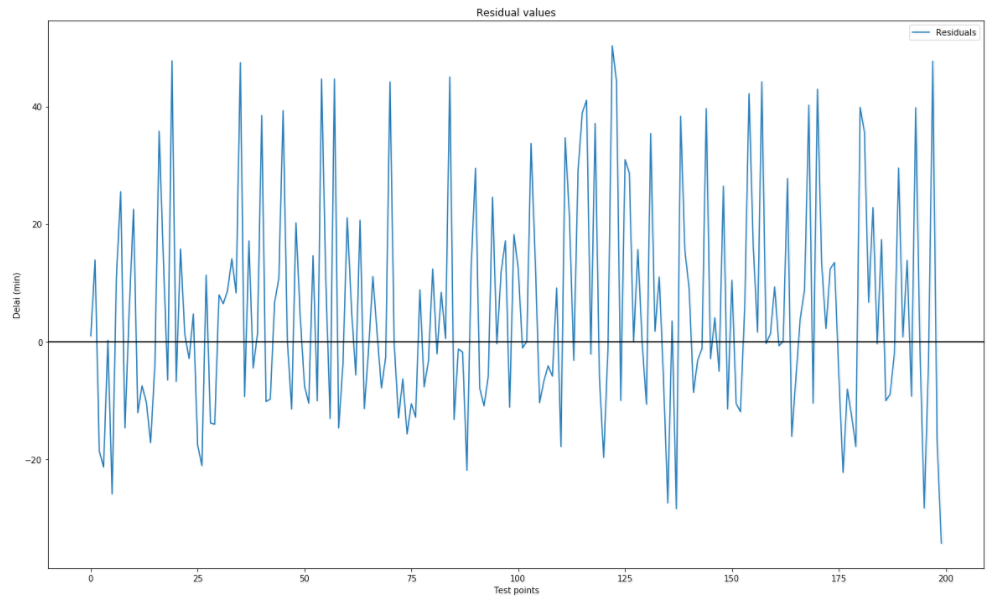 Residual values
Residuals
Delai (min)
40
20
0
−20
0 25 50 75 100 125 150 175 200
Test points